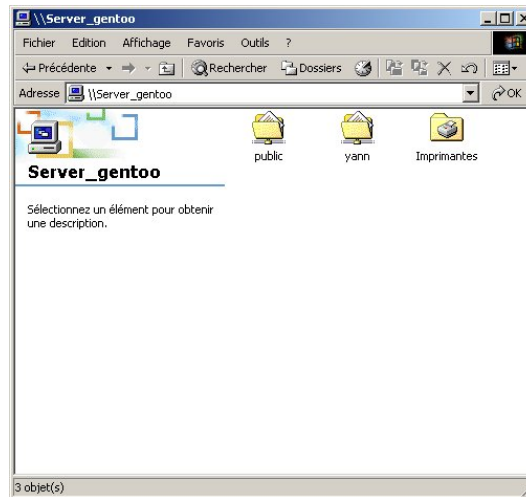 \\Server_gentoo
Fichier Edition Affichage Favoris Outils ?
Précédente Rechercher Dossiers
Adresse \\Server_gentoo OK
public yann Imprimantes
Server_gentoo
Sélectionnez un élément pour obtenir
une description.
3 objet(s)